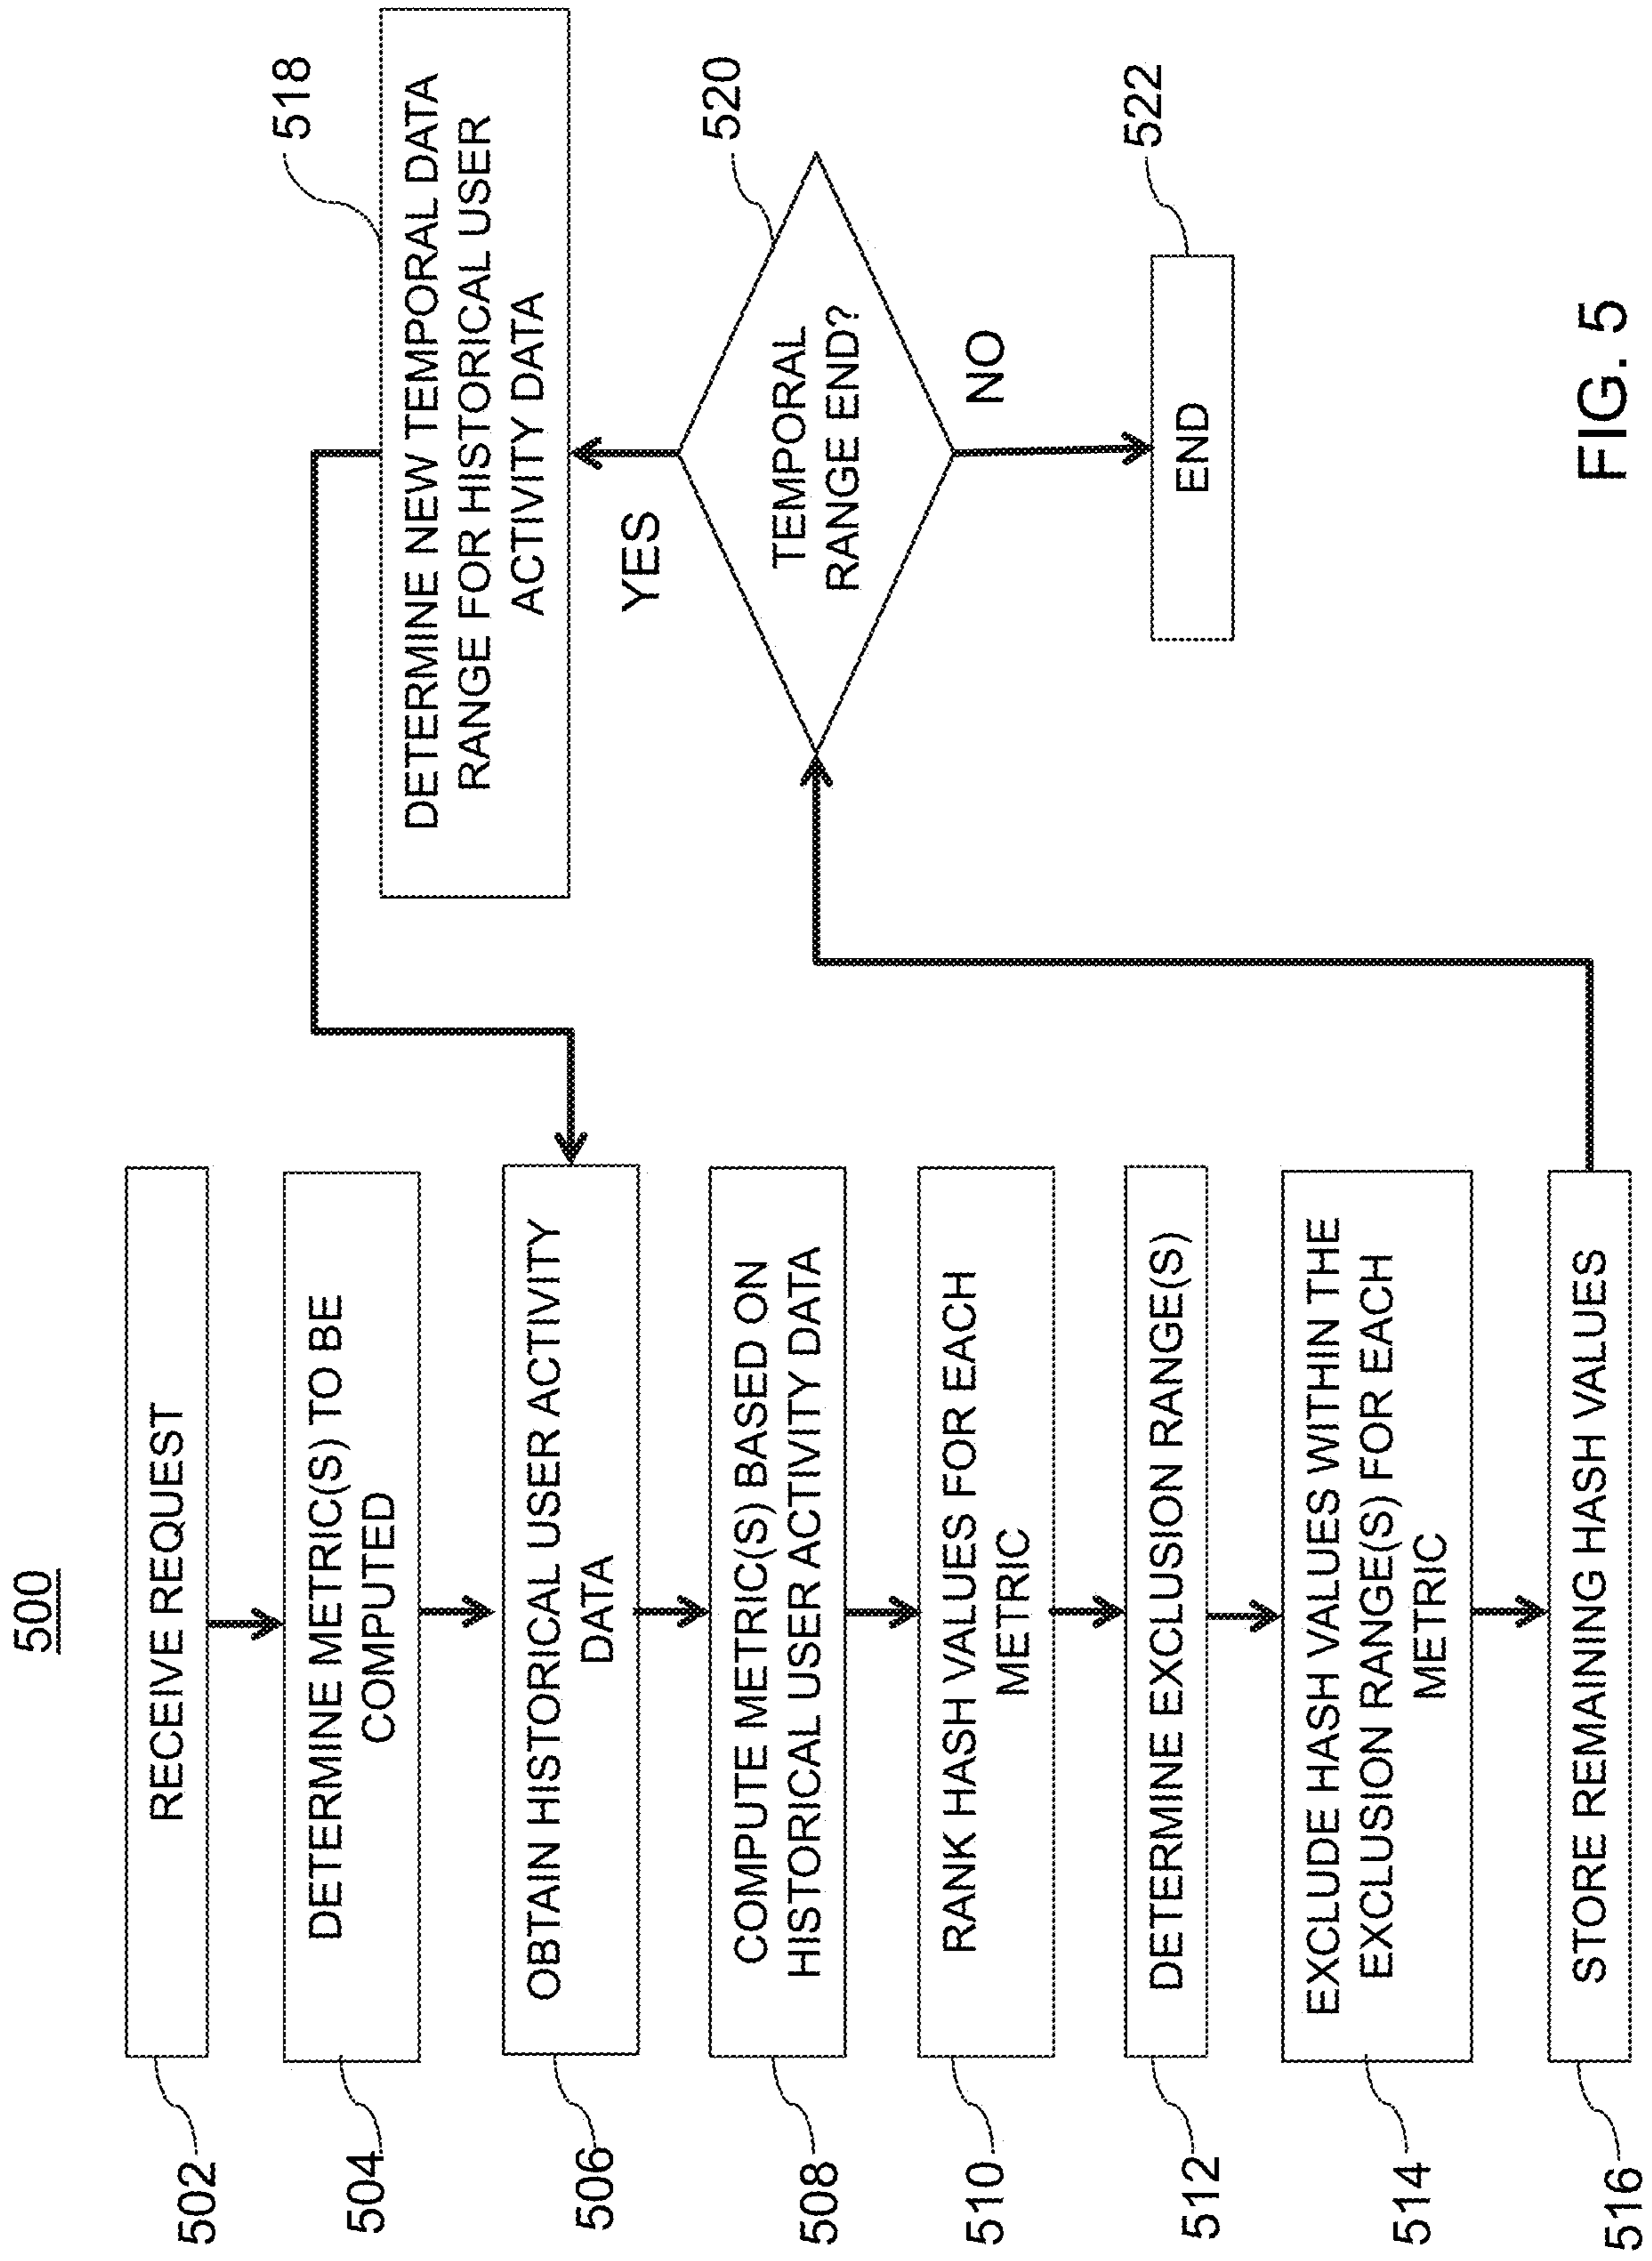 500
502
RECEIVE REQUEST
504
DETERMINE METRIC(S) TO BE
COMPUTED
506
OBTAIN HISTORICAL USER ACTIVITY
DATA
508
COMPUTE METRIC(S) BASED ON
HISTORICAL USER ACTIVITY DATA
510
RANK HASH VALUES FOR EACH
METRIC
512
DETERMINE EXCLUSION RANGE(S)
514
EXCLUDE HASH VALUES WITHIN THE
EXCLUSION RANGE(S) FOR EACH
METRIC
516
STORE REMAINING HASH VALUES
518
DETERMINE NEW TEMPORAL DATA
RANGE FOR HISTORICAL USER
ACTIVITY DATA
YES
520
TEMPORAL
RANGE END?
NO
522
END
FIG. 5